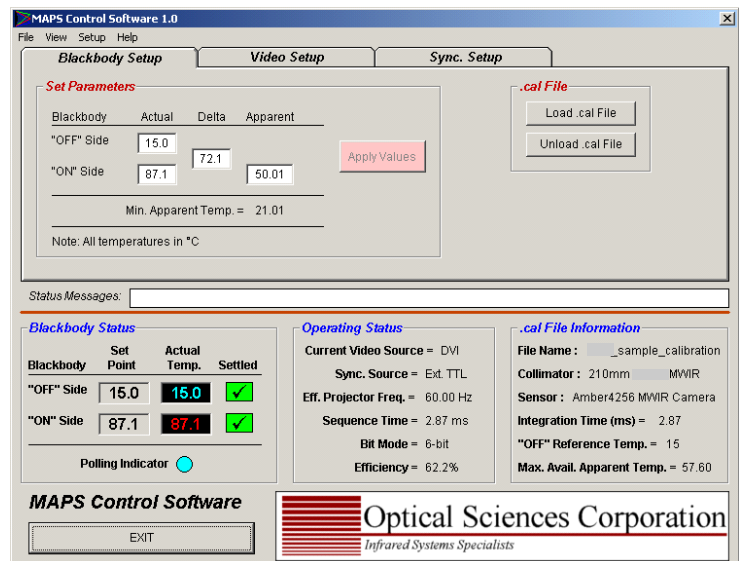 MAPS Control Software 1.0
File View Setup Help
Blackbody Setup Video Setup Sync. Setup
Set Parameters
Blackbody Actual Delta Apparent
"OFF" Side 15.0
72.1
"ON" Side 87.1 50.01
Apply Values
Min. Apparent Temp. = 21.01
Note: All temperatures in °C
.cal File
Load .cal File
Unload .cal File
Status Messages:
Blackbody Status
Blackbody Set Point Actual Temp. Settled
"OFF" Side 15.0 15.0
"ON" Side 87.1 87.1
Polling Indicator
Operating Status
Current Video Source = DVI
Sync. Source = Ext. TTL
Eff. Projector Freq. = 60.00 Hz
Sequence Time = 2.87 ms
Bit Mode = 6-bit
Efficiency = 62.2%
.cal File Information
File Name : _sample_calibration
Collimator : 210mm MWIR
Sensor : Amber4256 MWIR Camera
Integration Time (ms) = 2.87
"OFF" Reference Temp. = 15
Max. Avail. Apparent Temp. = 57.60
MAPS Control Software
EXIT
Optical Sciences Corporation
Infrared Systems Specialists